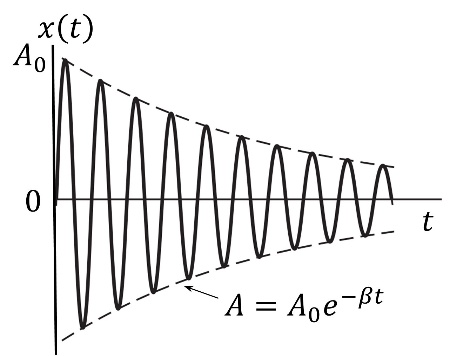 x(t)
A₀
0
t
A = A₀e^{−βt}